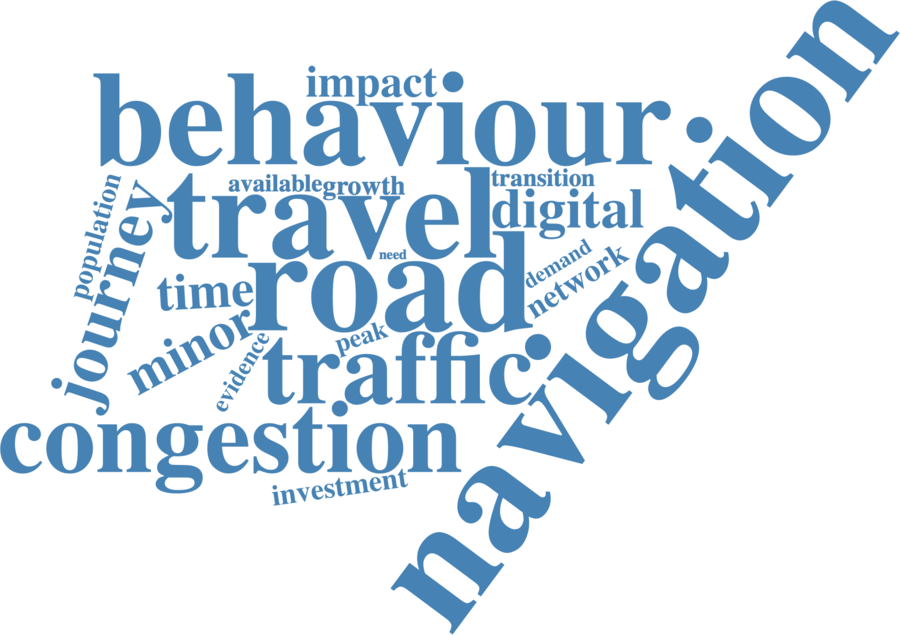 impact
behaviour
navigation
available
growth
transition
travel
digital
population
journey
need
demand
network
time
road
minor
peak
evidence
traffic
congestion
investment